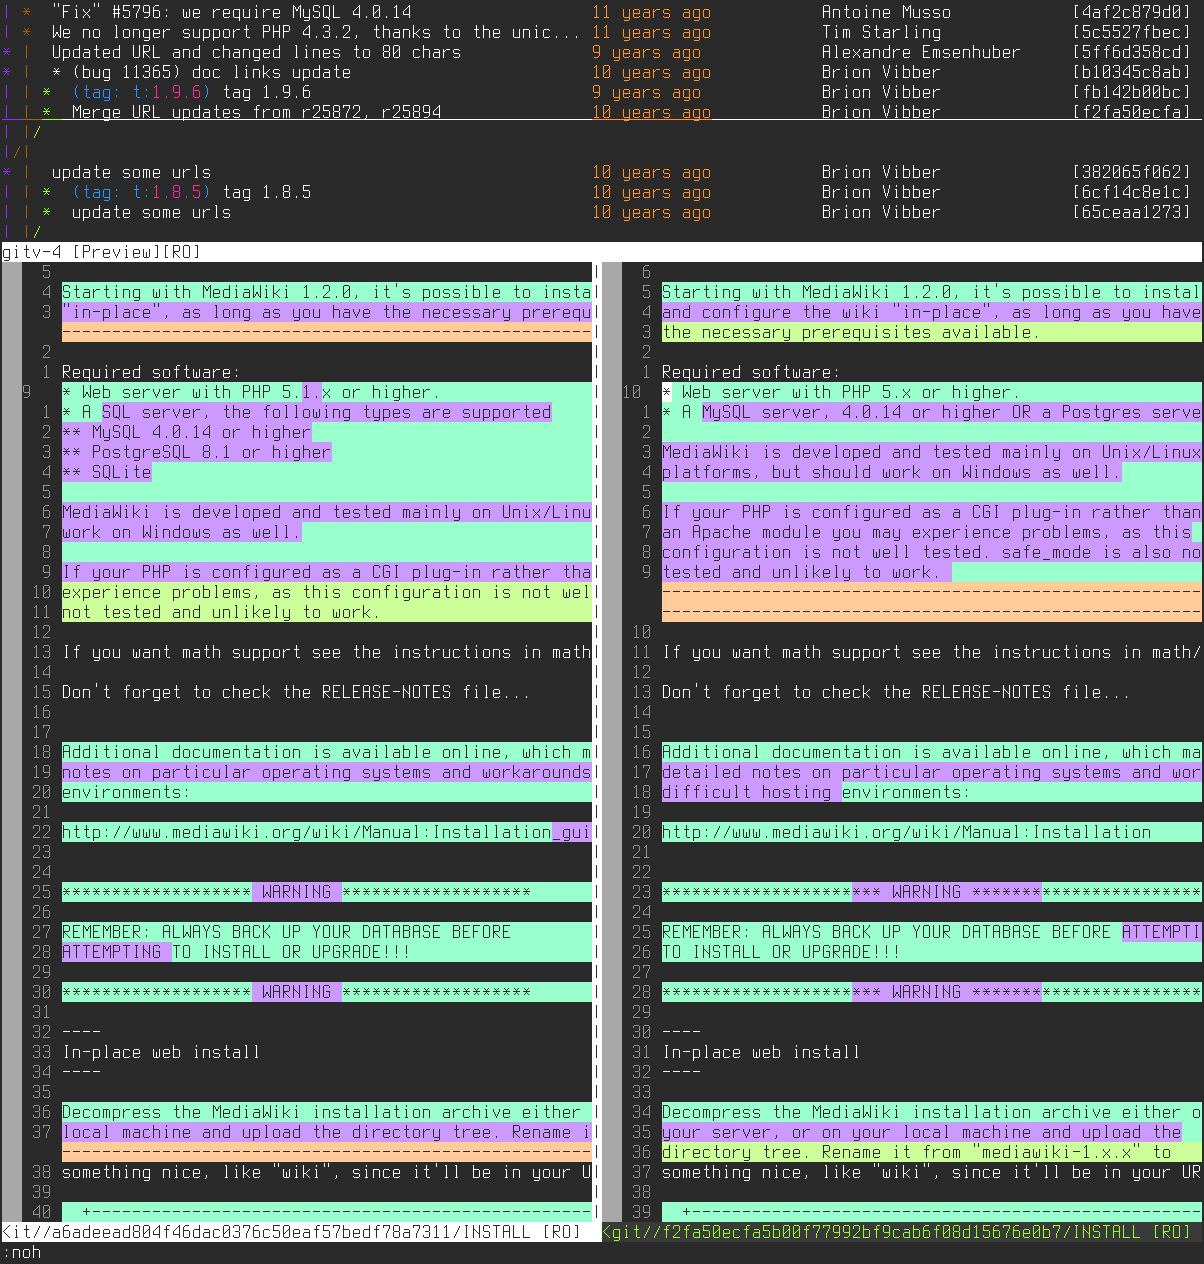 | * "Fix" #5796: we require MySQL 4.0.14 11 years ago Antoine Musso [4af2c879d0]
| * We no longer support PHP 4.3.2, thanks to the unic... 11 years ago Tim Starling [5c5527fbec]
* | Updated URL and changed lines to 80 chars 9 years ago Alexandre Emsenhuber [5ff6d358cd]
* | * (bug 11365) doc links update 10 years ago Brion Vibber [b10345c8ab]
| | * (tag: t:1.9.6) tag 1.9.6 9 years ago Brion Vibber [fb142b00bc]
| | * Merge URL updates from r25872, r25894 10 years ago Brion Vibber [f2fa50ecfa]
| |/
|/|
* | update some urls 10 years ago Brion Vibber [382065f062]
| | * (tag: t:1.8.5) tag 1.8.5 10 years ago Brion Vibber [6cf14c8e1c]
| | * update some urls 10 years ago Brion Vibber [65ceaa1273]
| |/
gitv-4 [Preview][RO]
5
4 Starting with MediaWiki 1.2.0, it's possible to insta
3 "in-place", as long as you have the necessary prerequ
-----------------------------------------------------
2
1 Required software:
9 * Web server with PHP 5.1.x or higher.
1 * A SQL server, the following types are supported
2 ** MySQL 4.0.14 or higher
3 ** PostgreSQL 8.1 or higher
4 ** SQLite
5
6 MediaWiki is developed and tested mainly on Unix/Linu
7 work on Windows as well.
8
9 If your PHP is configured as a CGI plug-in rather tha
10 experience problems, as this configuration is not wel
11 not tested and unlikely to work.
12
13 If you want math support see the instructions in math
14
15 Don't forget to check the RELEASE-NOTES file...
16
17
18 Additional documentation is available online, which m
19 notes on particular operating systems and workarounds
20 environments:
21
22 http://www.mediawiki.org/wiki/Manual:Installation_gui
23
24
25 ******************* WARNING *******************
26
27 REMEMBER: ALWAYS BACK UP YOUR DATABASE BEFORE
28 ATTEMPTING TO INSTALL OR UPGRADE!!!
29
30 ******************* WARNING *******************
31
32 ----
33 In-place web install
34 ----
35
36 Decompress the MediaWiki installation archive either
37 local machine and upload the directory tree. Rename i
-----------------------------------------------------
38 something nice, like "wiki", since it'll be in your U
39
40   +--------------------------------------------------
<it//a6adeead804f46dac0376c50eaf57bedf78a7311/INSTALL [RO]
6
5 Starting with MediaWiki 1.2.0, it's possible to instal
4 and configure the wiki "in-place", as long as you have
3 the necessary prerequisites available.
2
1 Required software:
10 * Web server with PHP 5.x or higher.
1 * A MySQL server, 4.0.14 or higher OR a Postgres serve
2
3 MediaWiki is developed and tested mainly on Unix/Linux
4 platforms, but should work on Windows as well.
5
6 If your PHP is configured as a CGI plug-in rather than
7 an Apache module you may experience problems, as this
8 configuration is not well tested. safe_mode is also no
9 tested and unlikely to work.
------------------------------------------------------
------------------------------------------------------
10
11 If you want math support see the instructions in math/
12
13 Don't forget to check the RELEASE-NOTES file...
14
15
16 Additional documentation is available online, which ma
17 detailed notes on particular operating systems and wor
18 difficult hosting environments:
19
20 http://www.mediawiki.org/wiki/Manual:Installation
21
22
23 ********************** WARNING ***********************
24
25 REMEMBER: ALWAYS BACK UP YOUR DATABASE BEFORE ATTEMPTI
26 TO INSTALL OR UPGRADE!!!
27
28 ********************** WARNING ***********************
29
30 ----
31 In-place web install
32 ----
33
34 Decompress the MediaWiki installation archive either o
35 your server, or on your local machine and upload the
36 directory tree. Rename it from "mediawiki-1.x.x" to
37 something nice, like "wiki", since it'll be in your UR
38
39   +---------------------------------------------------
<git//f2fa50ecfa5b00f77992bf9cab6f08d15676e0b7/INSTALL [RO]
:noh